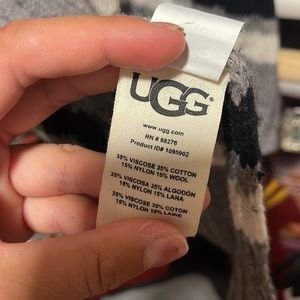 UGG
www.ugg.com
RN # 88276
Product ID# 1095902
35% VISCOSE 35% COTTON
15% NYLON 15% WOOL
35% VISCOSA 35% ALGODÓN
15% NYLON 15% LANA
35% VISCOSE 35% COTON
15% NYLON 15% LAINE